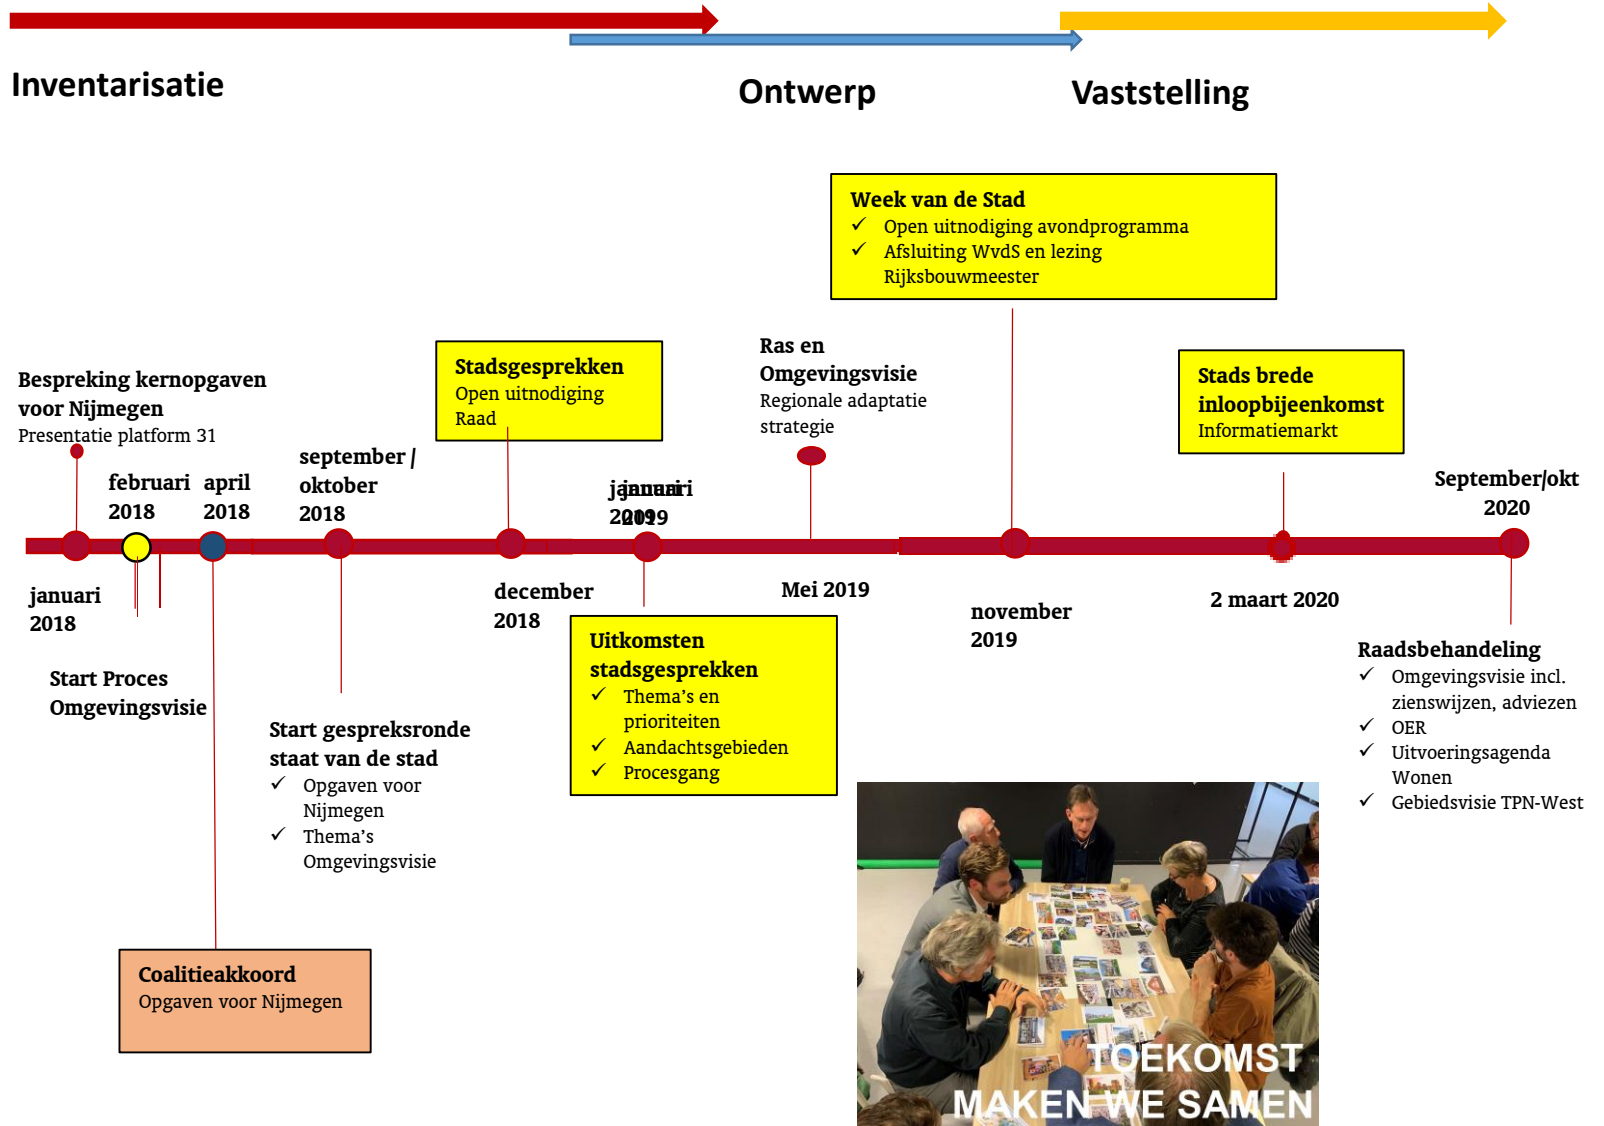 Inventarisatie
Ontwerp
Vaststelling
Week van de Stad
✓ Open uitnodiging avondprogramma
✓ Afsluiting WvdS en lezing
Rijksbouwmeester
Bespreking kernopgaven
voor Nijmegen
Presentatie platform 31
Stadsgesprekken
Open uitnodiging
Raad
Ras en
Omgevingsvisie
Regionale adaptatie
strategie
Stads brede
inloopbijeenkomst
Informatiemarkt
februari
2018
april
2018
september /
oktober
2018
januari
2019
januari
2019
September/okt
2020
januari
2018
december
2018
Mei 2019
november
2019
2 maart 2020
Start Proces
Omgevingsvisie
Start gespreksronde
staat van de stad
✓ Opgaven voor
Nijmegen
✓ Thema's
Omgevingsvisie
Uitkomsten
stadsgesprekken
✓ Thema's en
prioriteiten
✓ Aandachtsgebieden
✓ Procesgang
Raadsbehandeling
✓ Omgevingsvisie incl.
zienswijzen, adviezen
✓ OER
✓ Uitvoeringsagenda
Wonen
✓ Gebiedsvisie TPN-West
Coalitieakkoord
Opgaven voor Nijmegen
TOEKOMST
MAKEN WE SAMEN